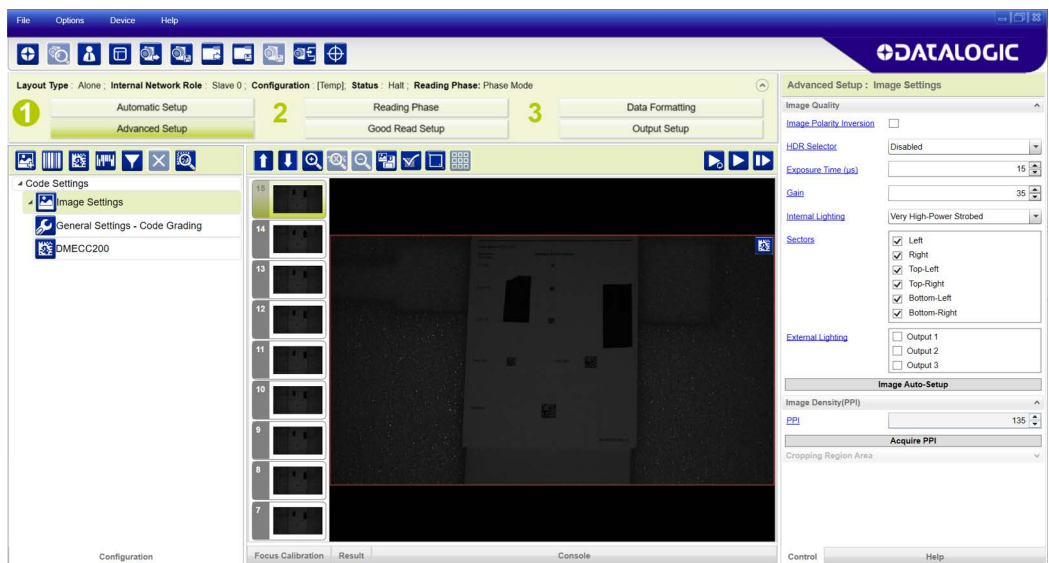 File Options Device Help
DATALOGIC
Layout Type : Alone ; Internal Network Role : Slave 0 ; Configuration : [Temp]; Status : Halt ; Reading Phase: Phase Mode
1
Automatic Setup
Advanced Setup
2
Reading Phase
Good Read Setup
3
Data Formatting
Output Setup
Code Settings
Image Settings
General Settings - Code Grading
DMECC200
Configuration
15
14
13
12
11
10
9
8
7
Focus Calibration Result Console
Advanced Setup : Image Settings
Image Quality
Image Polarity Inversion
HDR Selector Disabled
Exposure Time (µs) 15
Gain 35
Internal Lighting Very High-Power Strobed
Sectors Left
Right
Top-Left
Top-Right
Bottom-Left
Bottom-Right
External Lighting Output 1
Output 2
Output 3
Image Auto-Setup
Image Density(PPI)
PPI 135
Acquire PPI
Cropping Region Area
Control Help